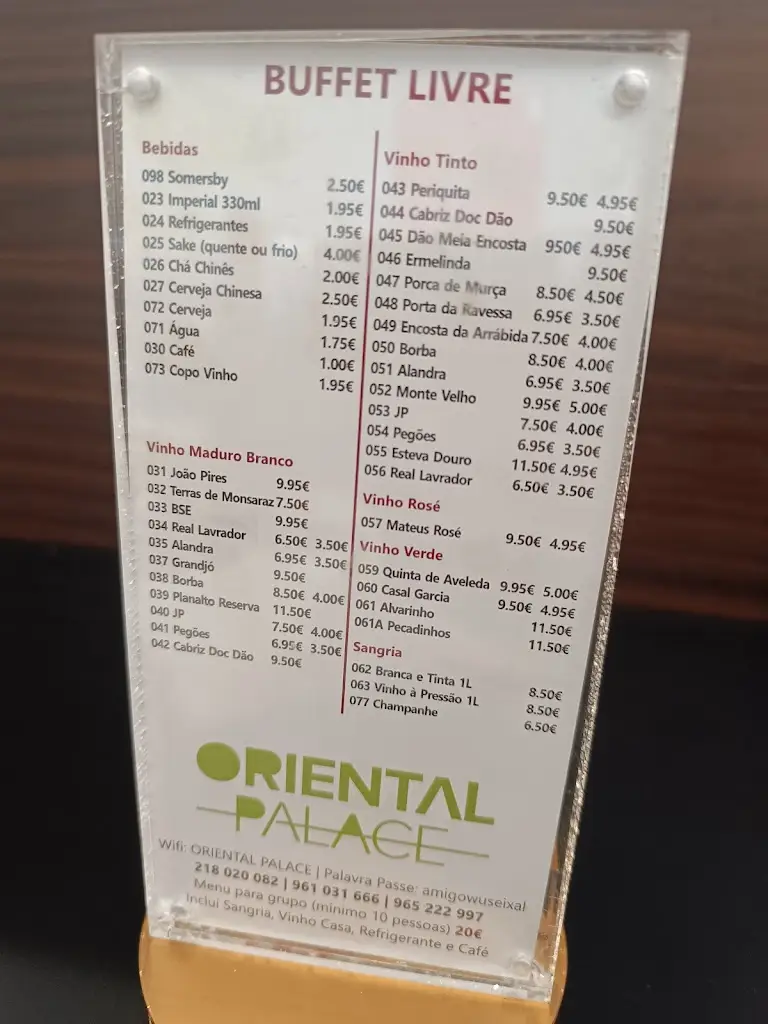 BUFFET LIVRE
Bebidas
098 Somersby 2.50€
023 Imperial 330ml 1.95€
024 Refrigerantes 1.95€
025 Sake (quente ou frio) 4.00€
026 Chá Chinês 2.00€
027 Cerveja Chinesa 2.50€
072 Cerveja 1.95€
071 Água 1.75€
030 Café 1.00€
073 Copo Vinho 1.95€
Vinho Maduro Branco
031 João Pires 9.95€
032 Terras de Monsaraz 7.50€
033 BSE 9.95€
034 Real Lavrador 6.50€ 3.50€
035 Alandra 6.95€ 3.50€
037 Grandjó 9.50€
038 Borba 8.50€ 4.00€
039 Planalto Reserva 11.50€
040 JP 7.50€ 4.00€
041 Pegões 6.95€ 3.50€
042 Cabriz Doc Dão 9.50€
Vinho Tinto
043 Periquita 9.50€ 4.95€
044 Cabriz Doc Dão 9.50€
045 Dão Meia Encosta 950€ 4.95€
046 Ermelinda 9.50€
047 Porca de Murça 8.50€ 4.50€
048 Porta da Ravessa 6.95€ 3.50€
049 Encosta da Arrábida 7.50€ 4.00€
050 Borba 8.50€ 4.00€
051 Alandra 6.95€ 3.50€
052 Monte Velho 9.95€ 5.00€
053 JP 7.50€ 4.00€
054 Pegões 6.95€ 3.50€
055 Esteva Douro 11.50€ 4.95€
056 Real Lavrador 6.50€ 3.50€
Vinho Rosé
057 Mateus Rosé 9.50€ 4.95€
Vinho Verde
059 Quinta de Aveleda 9.95€ 5.00€
060 Casal Garcia 9.50€ 4.95€
061 Alvarinho 11.50€
061A Pecadinhos 11.50€
Sangria
062 Branca e Tinta 1L 8.50€
063 Vinho à Pressão 1L 8.50€
077 Champanhe 6.50€
ORIENTAL
PALACE
Wifi: ORIENTAL PALACE | Palavra Passe: amigowuseixal
218 020 082 | 961 031 666 | 965 222 997
Menu para grupo (minimo 10 pessoas) 20€
Inclui Sangria, Vinho Casa, Refrigerante e Café